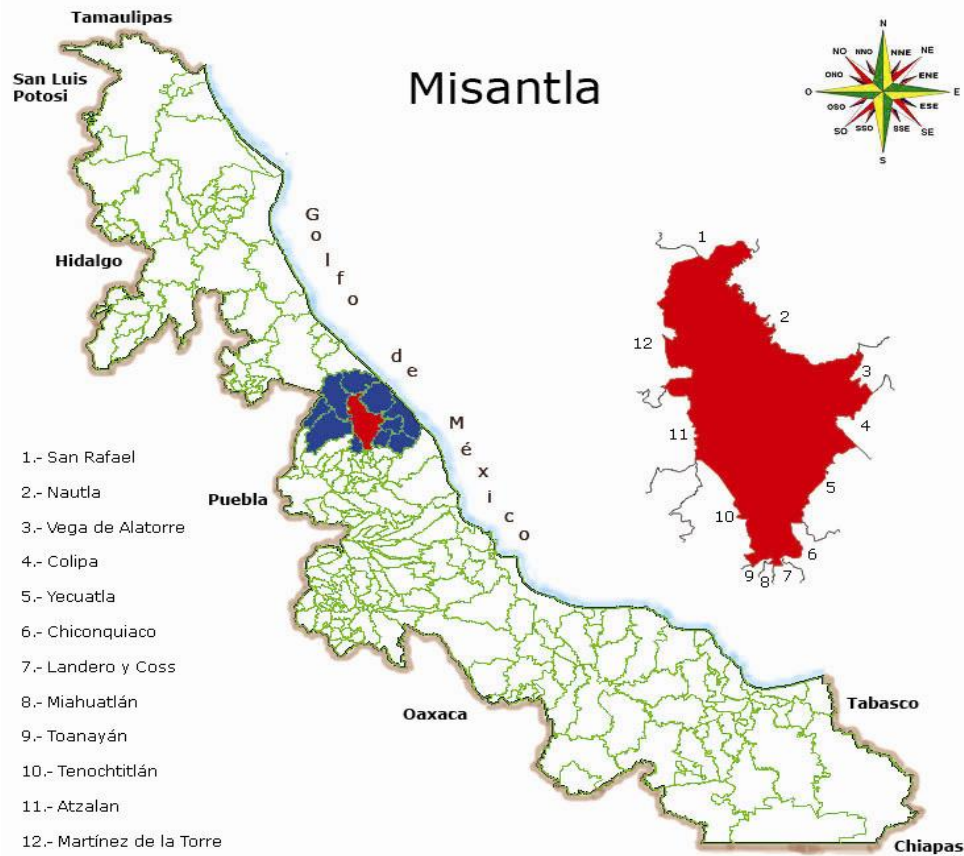 Tamaulipas
San Luis
Potosi
Misantla
N
NO
NNO
NNE
NE
ONO
ENE
O
E
OSO
ESE
SO
SSO
SSE
SE
S
Golfo de México
Hidalgo
Puebla
Oaxaca
Tabasco
Chiapas
1
2
12
3
4
11
5
10
6
9
8
7
1.- San Rafael
2.- Nautla
3.- Vega de Alatorre
4.- Colipa
5.- Yecuatla
6.- Chiconquiaco
7.- Landero y Coss
8.- Miahuatlán
9.- Toanayán
10.- Tenochtitlán
11.- Atzalan
12.- Martínez de la Torre